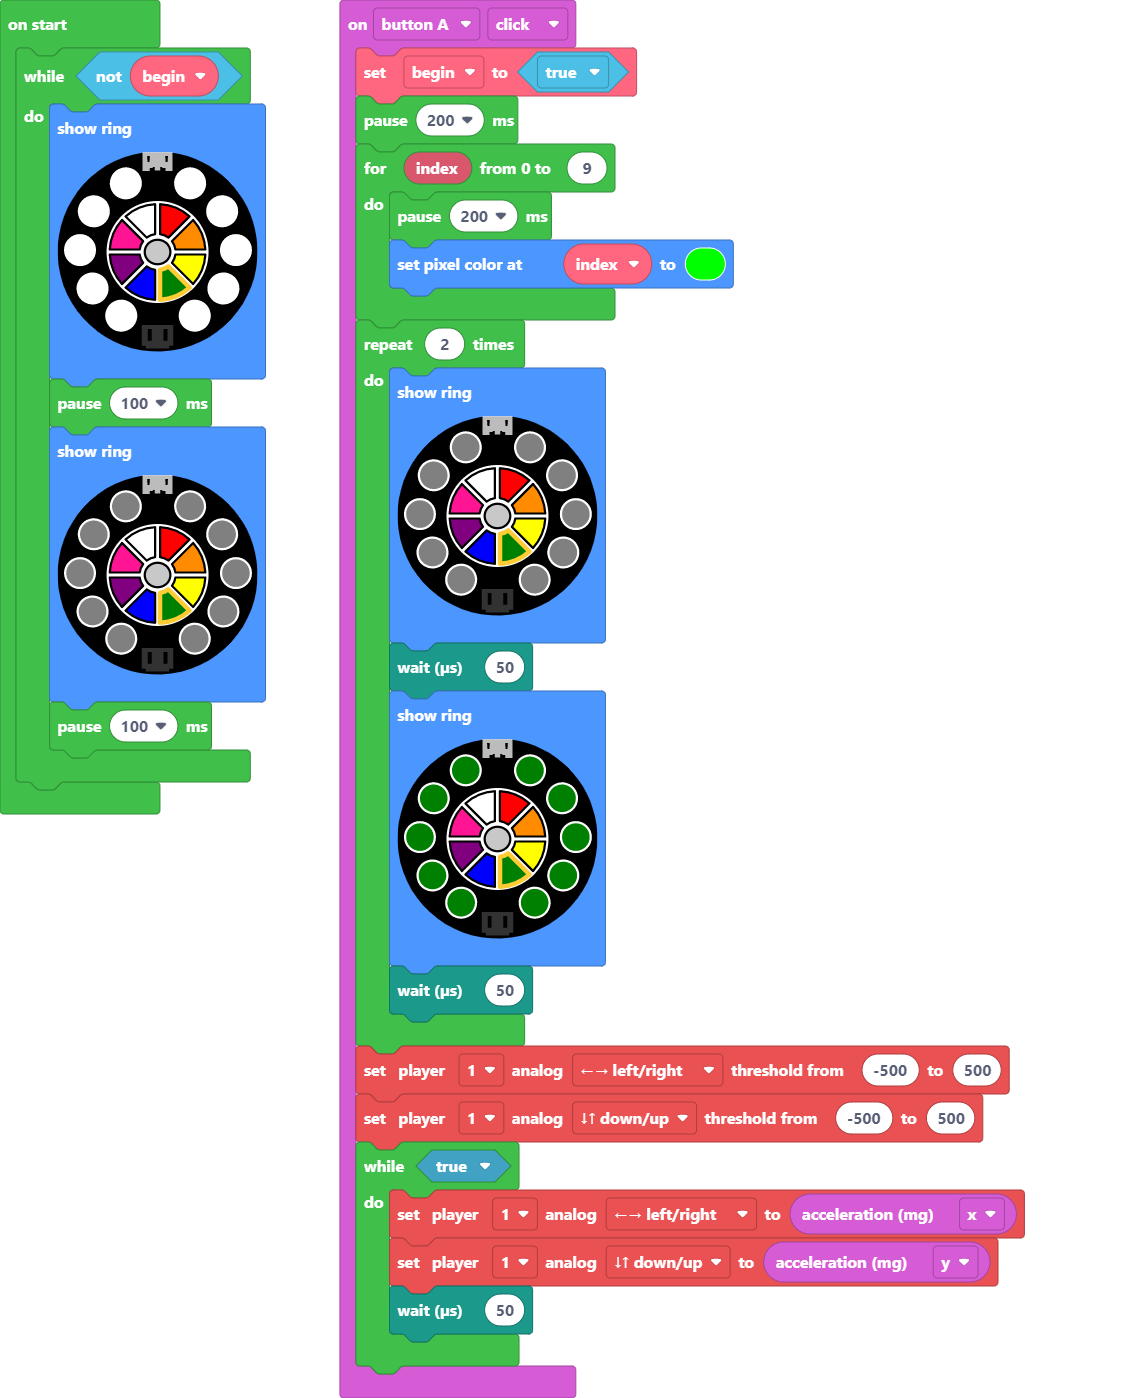 on start
while not begin
do
show ring
pause 100 ms
show ring
pause 100 ms
on button A click
set begin to true
pause 200 ms
for index from 0 to 9
do
pause 200 ms
set pixel color at index to
repeat 2 times
do
show ring
wait (µs) 50
show ring
wait (µs) 50
set player 1 analog ←→ left/right threshold from -500 to 500
set player 1 analog ↓↑ down/up threshold from -500 to 500
while true
do
set player 1 analog ←→ left/right to acceleration (mg) x
set player 1 analog ↓↑ down/up to acceleration (mg) y
wait (µs) 50